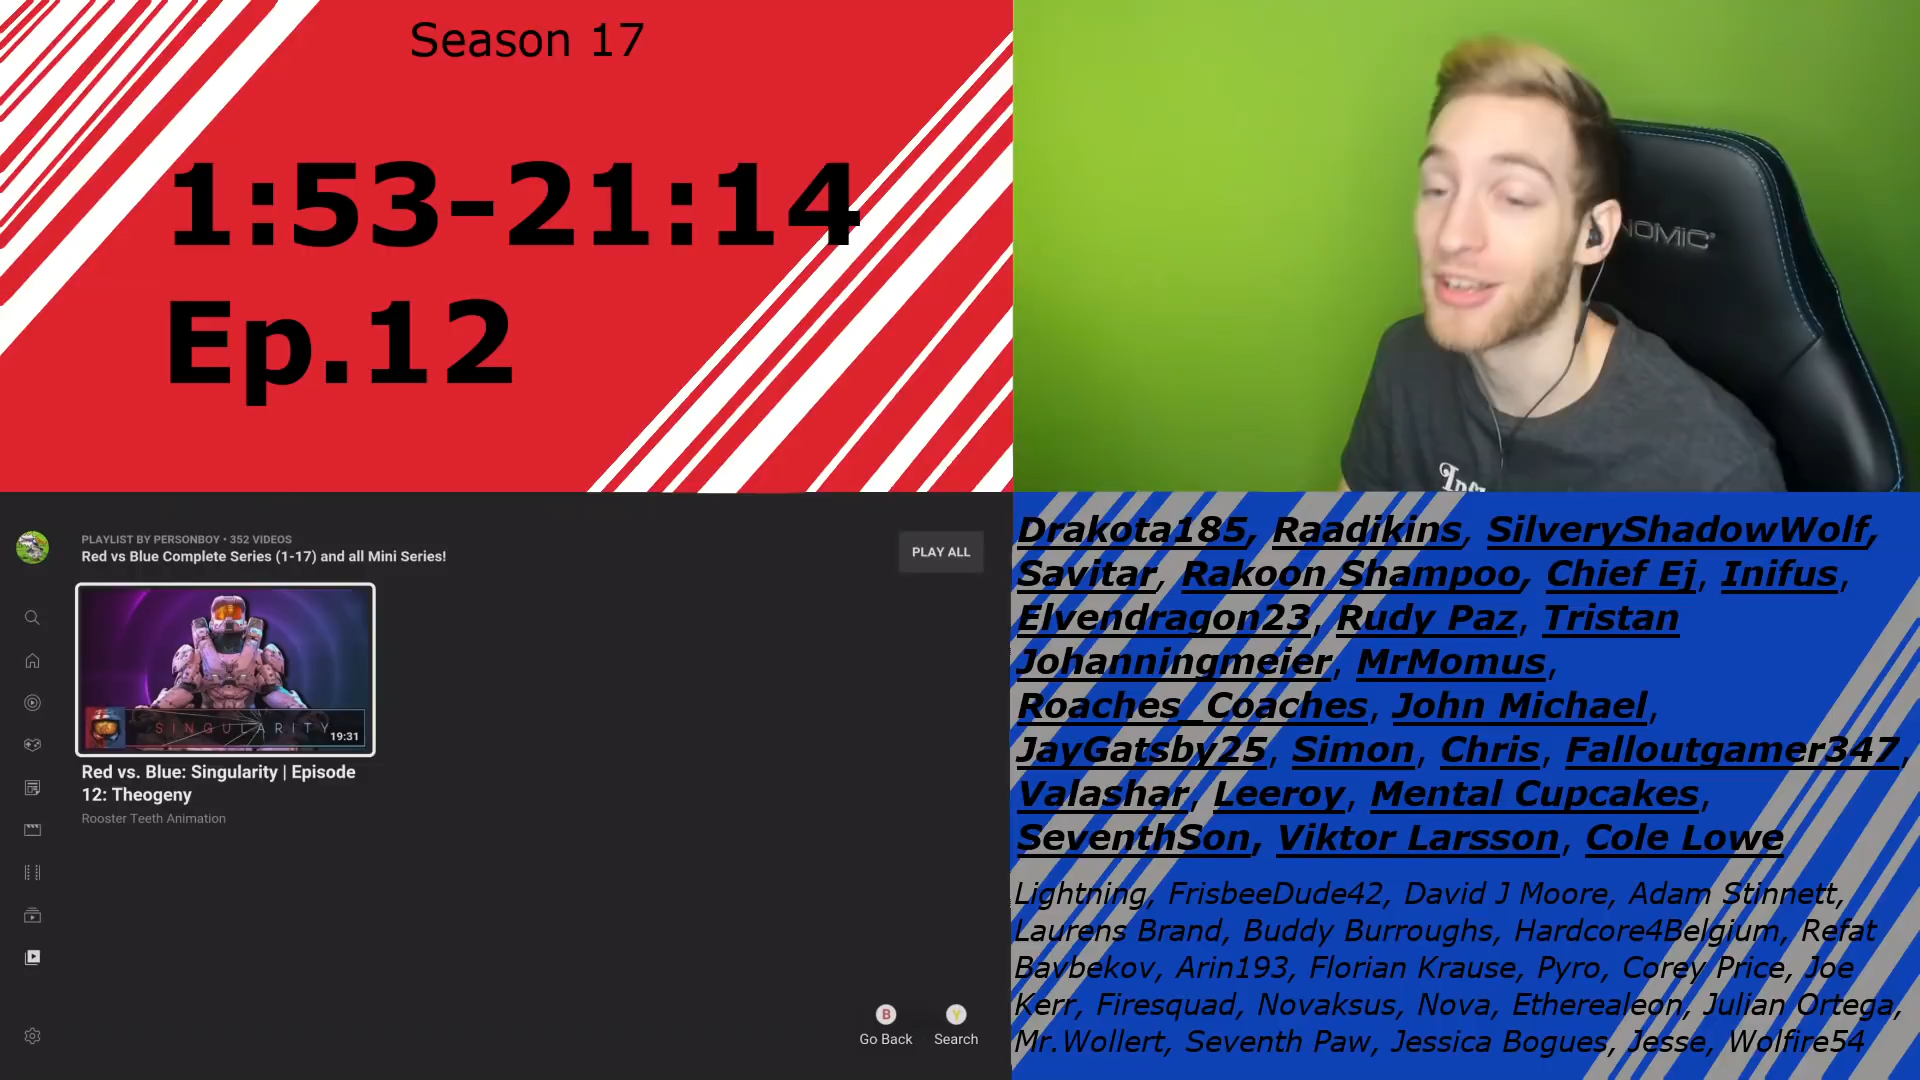 Season 17
1:53-21:14
Ep.12
NOMIC
PLAYLIST BY PERSONBOY • 352 VIDEOS
Red vs Blue Complete Series (1-17) and all Mini Series!
PLAY ALL
SINGULARITY
19:31
Red vs. Blue: Singularity | Episode
12: Theogeny
Rooster Teeth Animation
B
Y
Go Back
Search
Drakota185, Raadikins, SilveryShadowWolf,
Savitar, Rakoon Shampoo, Chief Ej, Inifus,
Elvendragon23, Rudy Paz, Tristan
Johanningmeier, MrMomus,
Roaches_Coaches, John Michael,
JayGatsby25, Simon, Chris, Falloutgamer347,
Valashar, Leeroy, Mental Cupcakes,
SeventhSon, Viktor Larsson, Cole Lowe
Lightning, FrisbeeDude42, David J Moore, Adam Stinnett,
Laurens Brand, Buddy Burroughs, Hardcore4Belgium, Refat
Bavbekov, Arin193, Florian Krause, Pyro, Corey Price, Joe
Kerr, Firesquad, Novaksus, Nova, Etherealeon, Julian Ortega,
Mr.Wollert, Seventh Paw, Jessica Bogues, Jesse, Wolfire54